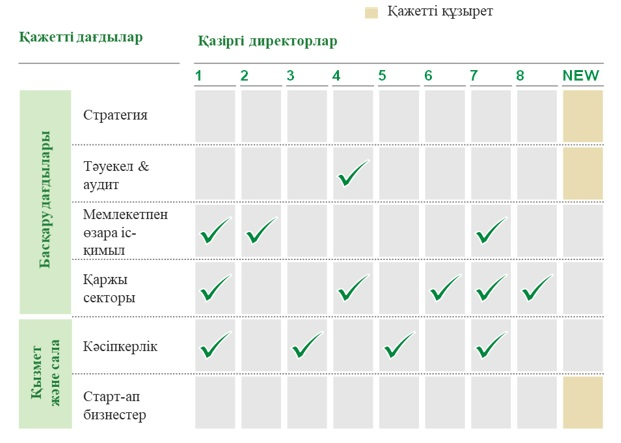 Қажетті құзырет
Қажетті дағдылар
Қазіргі директорлар
1 2 3 4 5 6 7 8 NEW
Басқару дағдылары
Стратегия
Тәуекел &
аудит
Мемлекетпен
өзара іс-
қимыл
Қаржы
секторы
Қызмет
және сала
Кәсіпкерлік
Старт-ап
бизнестер